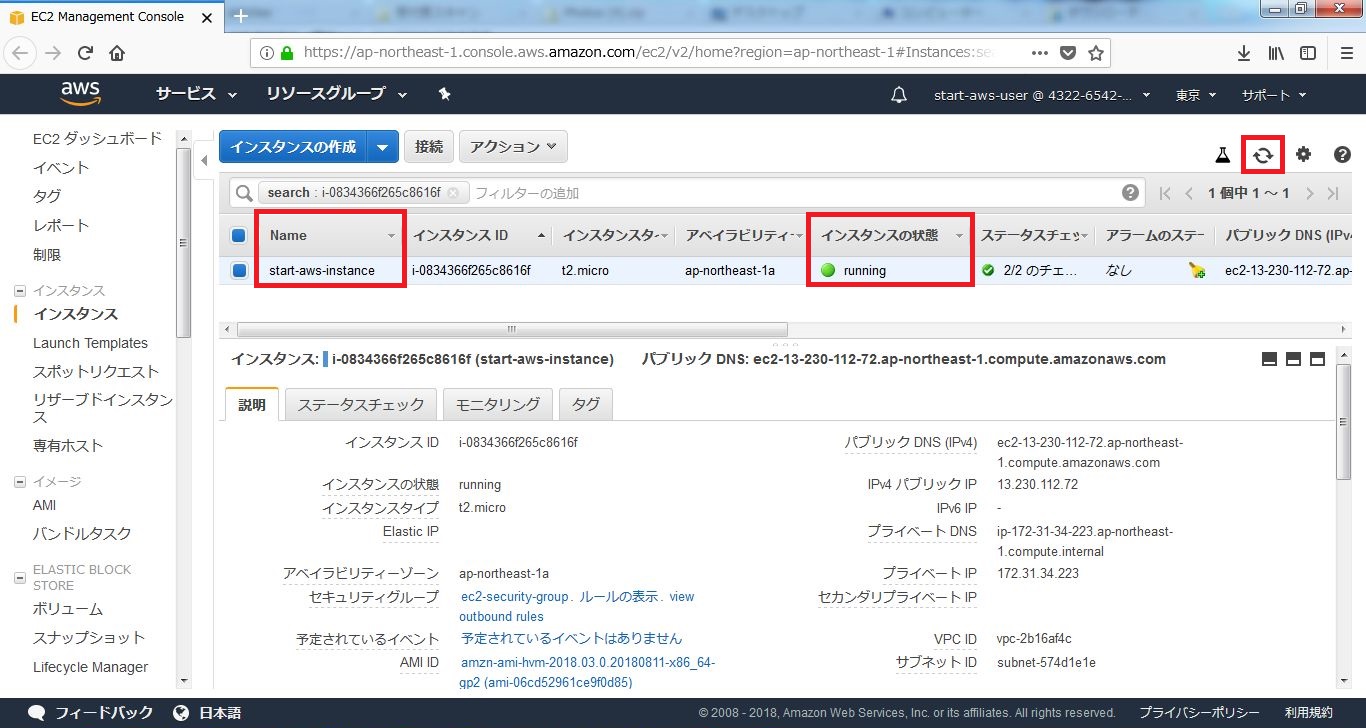 EC2 Management Console
https://ap-northeast-1.console.aws.amazon.com/ec2/v2/home?region=ap-northeast-1#Instances:
aws サービス リソースグループ start-aws-user @ 4322-6542-... 東京 サポート
EC2 ダッシュボード
イベント
タグ
レポート
制限
インスタンス
インスタンス
Launch Templates
スポットリクエスト
リザーブドインスタン
ス
専有ホスト
イメージ
AMI
バンドルタスク
ELASTIC BLOCK
STORE
ボリューム
スナップショット
Lifecycle Manager
インスタンスの作成 接続 アクション
search : i-0834366f265c8616f フィルターの追加 1 個中 1 ～ 1
Name インスタンス ID インスタンスタ- アベイラビリティ- インスタンスの状態 ステータスチェッ アラームのステー パブリック DNS (IPv4
start-aws-instance i-0834366f265c8616f t2.micro ap-northeast-1a running 2/2 のチェ... なし ec2-13-230-112-72.ap-
インスタンス: i-0834366f265c8616f (start-aws-instance) パブリック DNS: ec2-13-230-112-72.ap-northeast-1.compute.amazonaws.com
説明 ステータスチェック モニタリング タグ
インスタンス ID i-0834366f265c8616f
インスタンスの状態 running
インスタンスタイプ t2.micro
Elastic IP
アベイラビリティーゾーン ap-northeast-1a
セキュリティグループ ec2-security-group. ルールの表示. view
outbound rules
予定されているイベント 予定されているイベントはありません
AMI ID amzn-ami-hvm-2018.03.0.20180811-x86_64-
gp2 (ami-06cd52961ce9f0d85)
パブリック DNS (IPv4) ec2-13-230-112-72.ap-northeast-
1.compute.amazonaws.com
IPv4 パブリック IP 13.230.112.72
IPv6 IP -
プライベート DNS ip-172-31-34-223.ap-northeast-
1.compute.internal
プライベート IP 172.31.34.223
セカンダリプライベート IP
VPC ID vpc-2b16af4c
サブネット ID subnet-574d1e1e
フィードバック 日本語 © 2008 - 2018, Amazon Web Services, Inc. or its affiliates. All rights reserved. プライバシーポリシー 利用規約